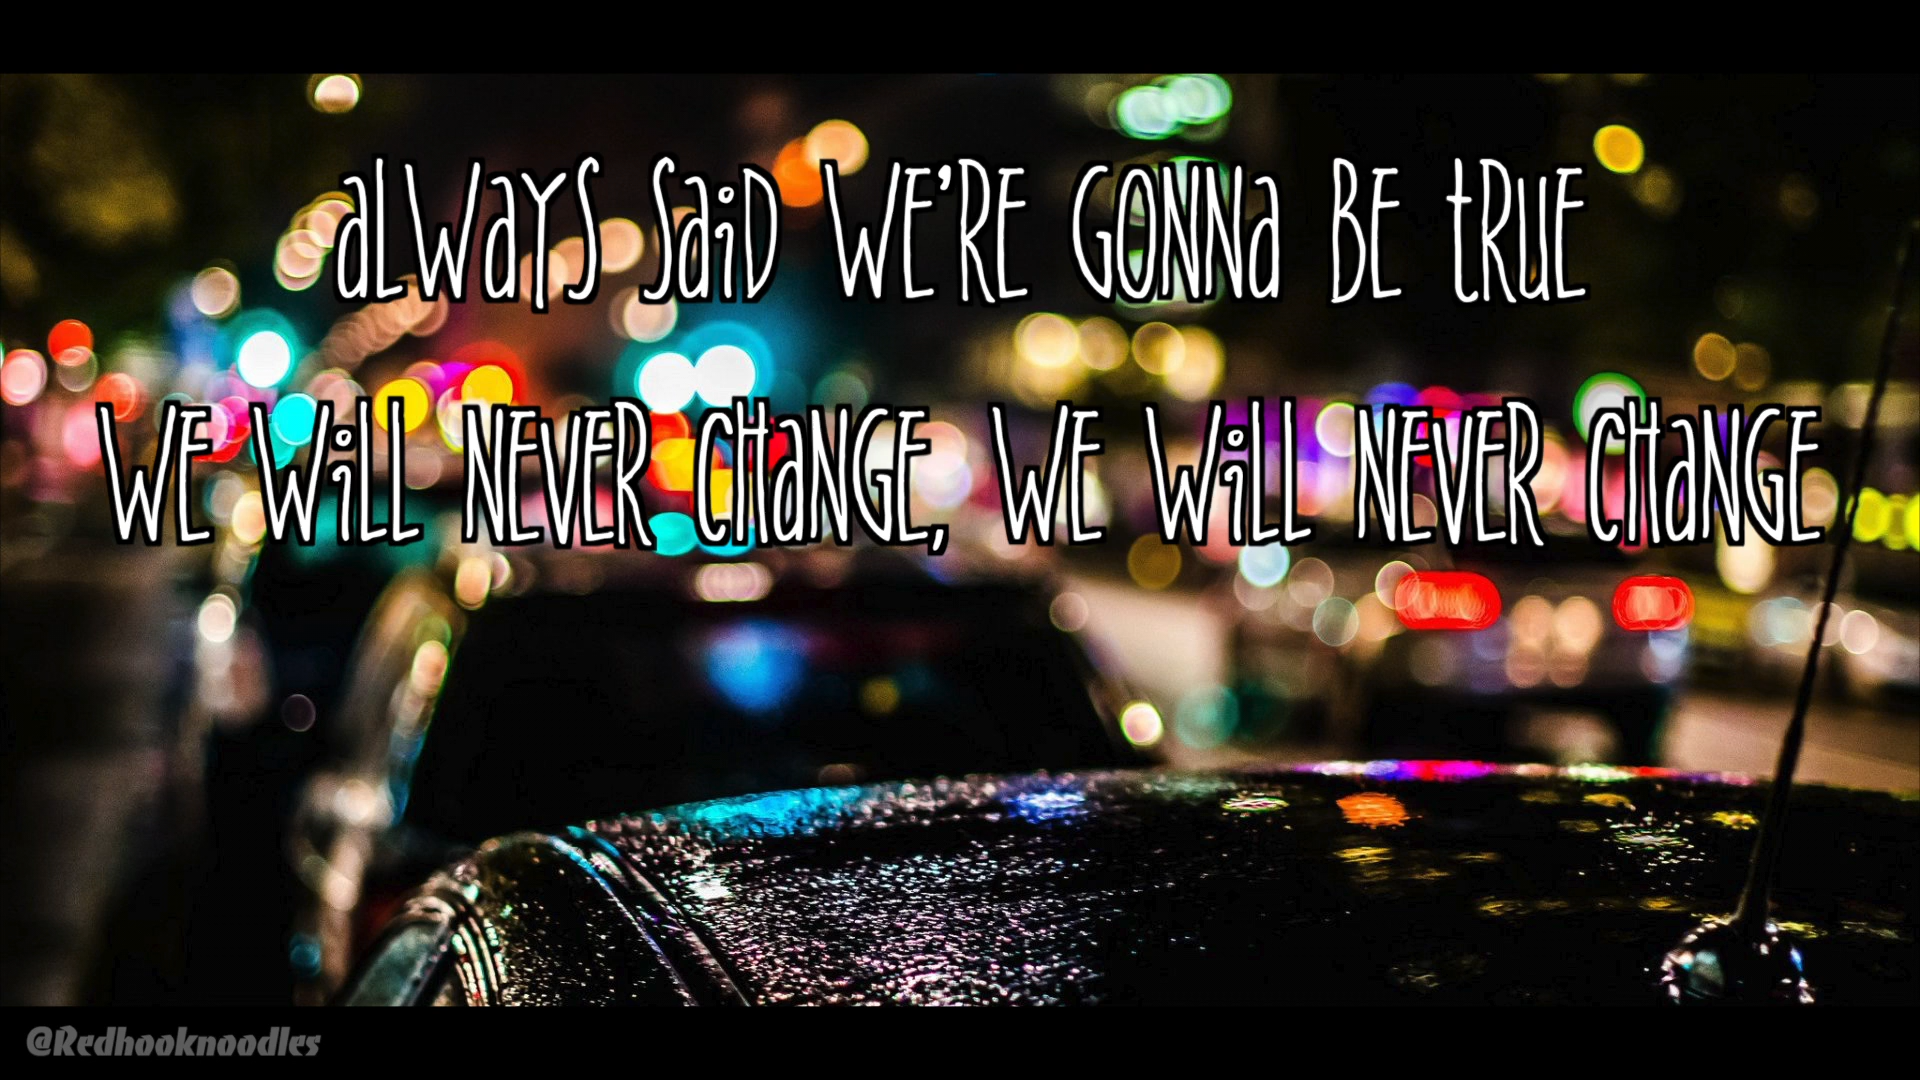 always said we're gonna be true
we will never change, we will never change
@Redhooknoodles